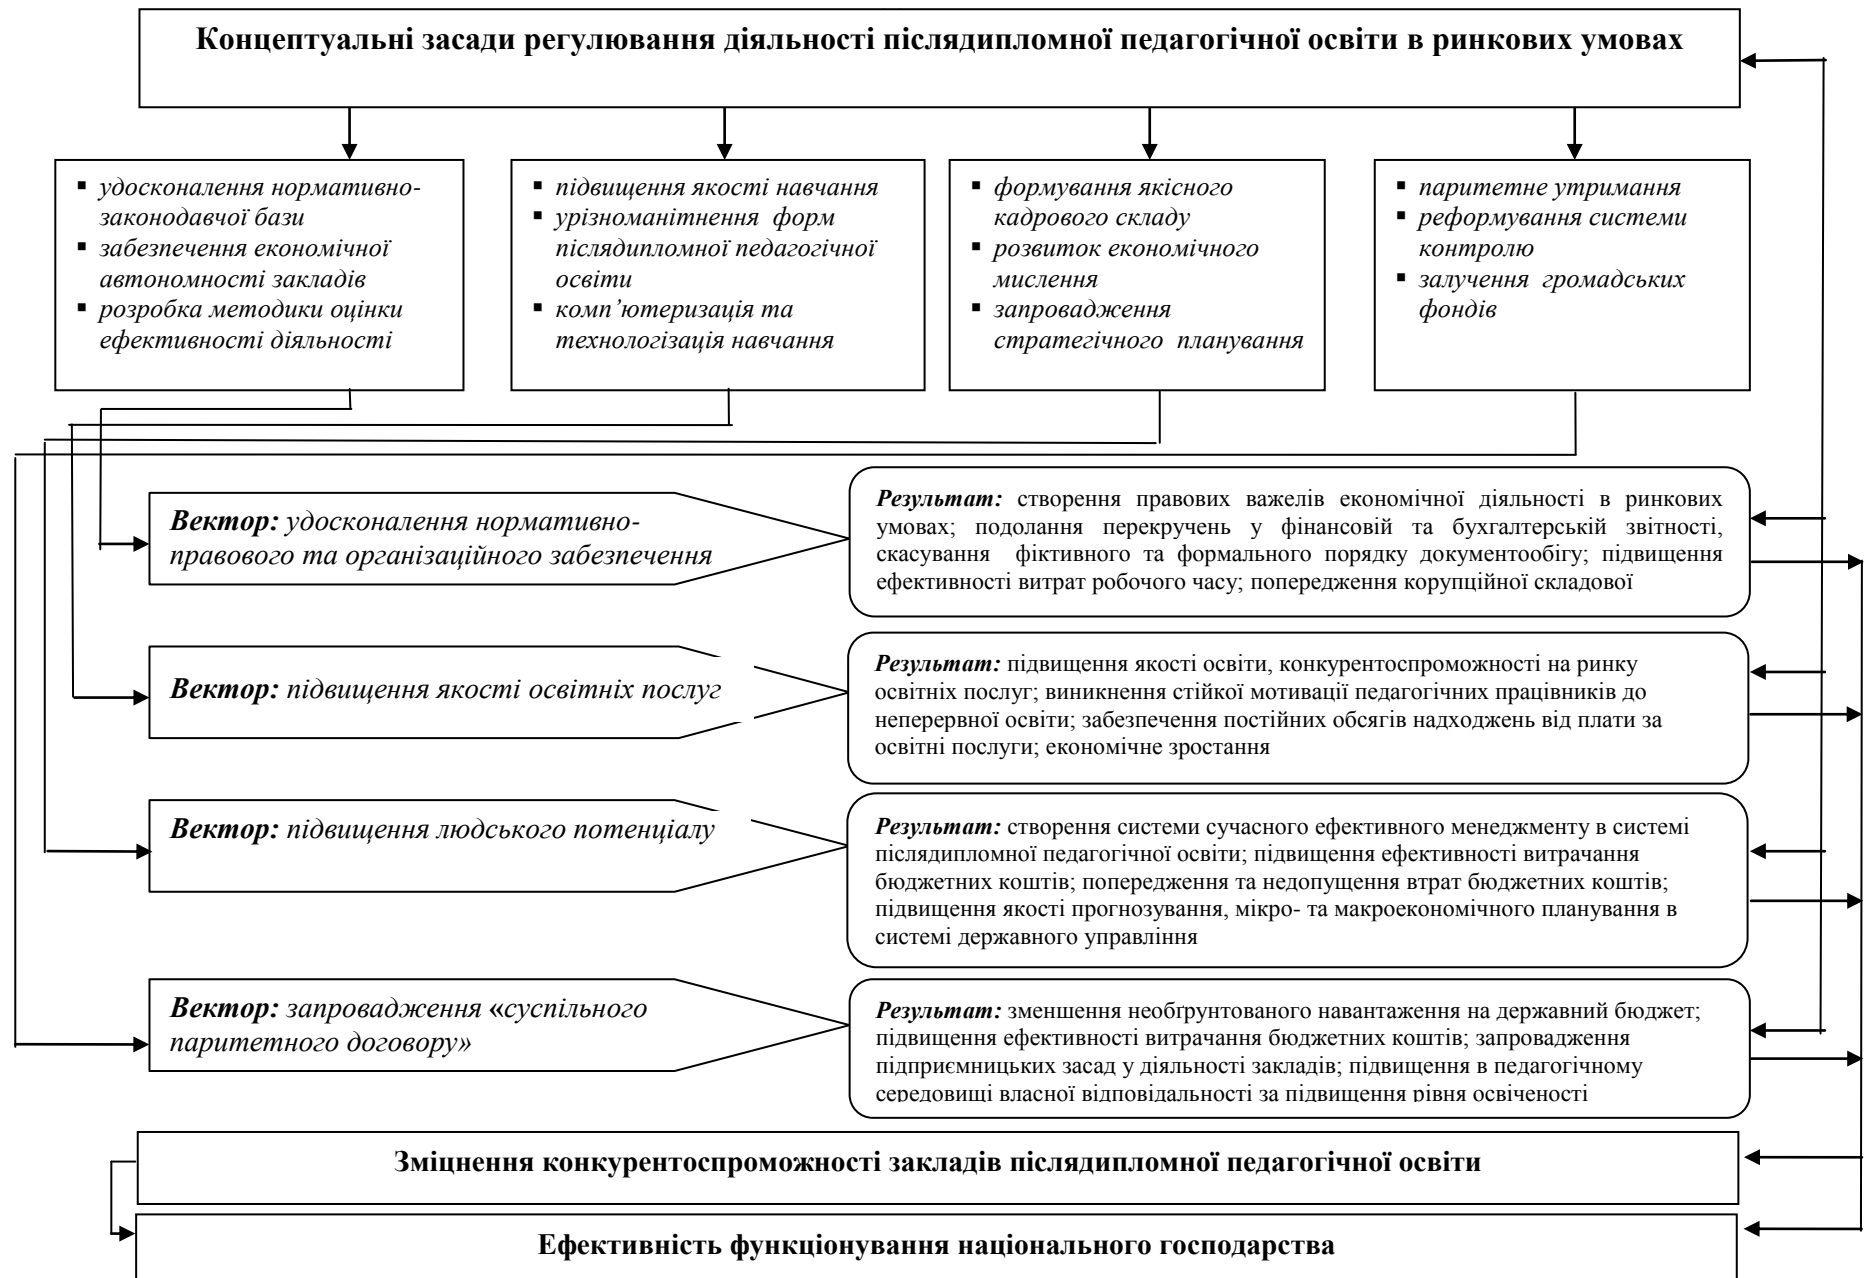 Концептуальні засади регулювання діяльності післядипломної педагогічної освіти в ринкових умовах
▪ удосконалення нормативно-
законодавчої бази
▪ забезпечення економічної
автономності закладів
▪ розробка методики оцінки
ефективності діяльності
▪ підвищення якості навчання
▪ урізноманітнення форм
післядипломної педагогічної
освіти
▪ комп’ютеризація та
технологізація навчання
▪ формування якісного
кадрового складу
▪ розвиток економічного
мислення
▪ запровадження
стратегічного планування
▪ паритетне утримання
▪ реформування системи
контролю
▪ залучення громадських
фондів
Вектор: удосконалення нормативно-
правового та організаційного забезпечення
Результат: створення правових важелів економічної діяльності в ринкових
умовах; подолання перекручень у фінансовій та бухгалтерській звітності,
скасування фіктивного та формального порядку документообігу; підвищення
ефективності витрат робочого часу; попередження корупційної складової
Вектор: підвищення якості освітніх послуг
Результат: підвищення якості освіти, конкурентоспроможності на ринку
освітніх послуг; виникнення стійкої мотивації педагогічних працівників до
неперервної освіти; забезпечення постійних обсягів надходжень від плати за
освітні послуги; економічне зростання
Вектор: підвищення людського потенціалу
Результат: створення системи сучасного ефективного менеджменту в системі
післядипломної педагогічної освіти; підвищення ефективності витрачання
бюджетних коштів; попередження та недопущення втрат бюджетних коштів;
підвищення якості прогнозування, мікро- та макроекономічного планування в
системі державного управління
Вектор: запровадження «суспільного
паритетного договору»
Результат: зменшення необґрунтованого навантаження на державний бюджет;
підвищення ефективності витрачання бюджетних коштів; запровадження
підприємницьких засад у діяльності закладів; підвищення в педагогічному
середовищі власної відповідальності за підвищення рівня освіченості
Зміцнення конкурентоспроможності закладів післядипломної педагогічної освіти
Ефективність функціонування національного господарства